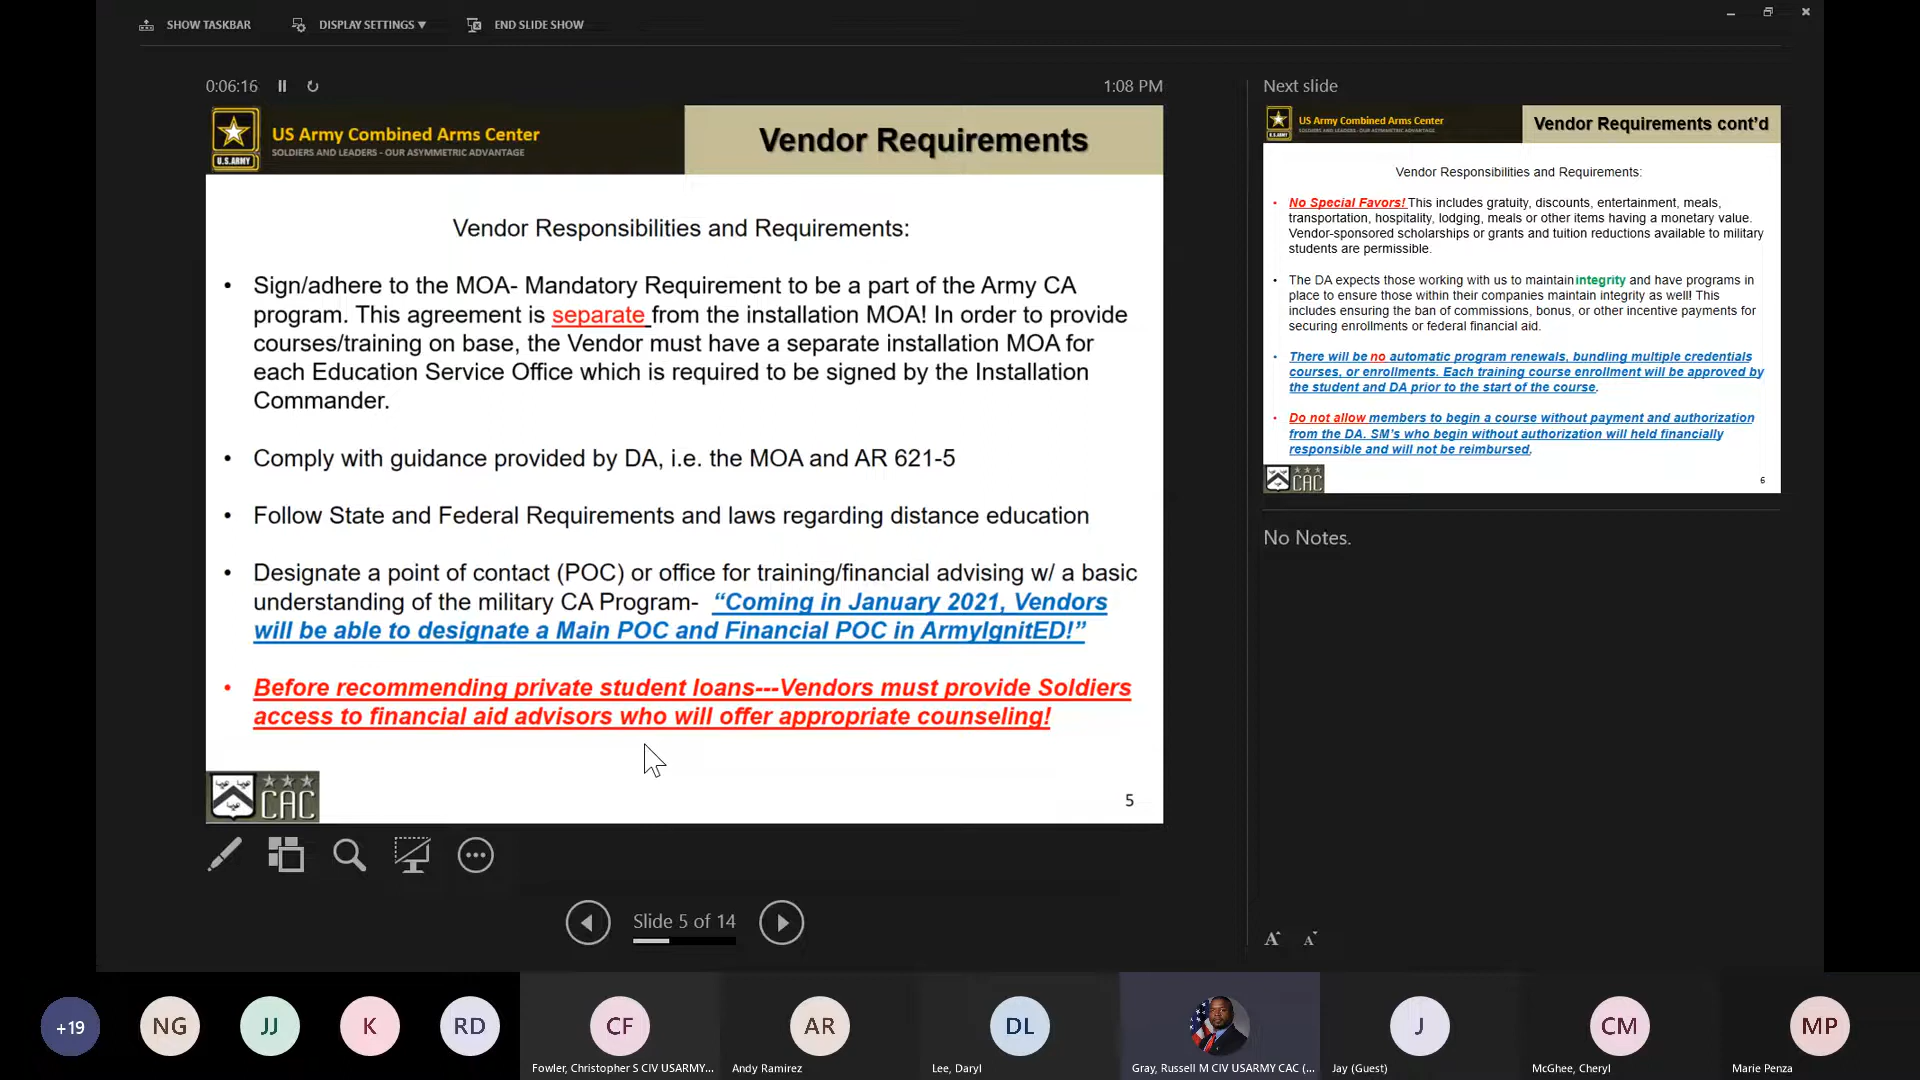 SHOW TASKBAR DISPLAY SETTINGS ▼ END SLIDE SHOW
0:06:16 1:08 PM
U.S.ARMY
US Army Combined Arms Center
SOLDIERS AND LEADERS - OUR ASYMMETRIC ADVANTAGE
Vendor Requirements
Vendor Responsibilities and Requirements:
• Sign/adhere to the MOA- Mandatory Requirement to be a part of the Army CA
program. This agreement is separate from the installation MOA! In order to provide
courses/training on base, the Vendor must have a separate installation MOA for
each Education Service Office which is required to be signed by the Installation
Commander.
• Comply with guidance provided by DA, i.e. the MOA and AR 621-5
• Follow State and Federal Requirements and laws regarding distance education
• Designate a point of contact (POC) or office for training/financial advising w/ a basic
understanding of the military CA Program- “Coming in January 2021, Vendors
will be able to designate a Main POC and Financial POC in ArmyIgnitED!”
• Before recommending private student loans---Vendors must provide Soldiers
access to financial aid advisors who will offer appropriate counseling!
CAC
5
Slide 5 of 14
Next slide
US Army Combined Arms Center
SOLDIERS AND LEADERS - OUR ASYMMETRIC ADVANTAGE
Vendor Requirements cont’d
Vendor Responsibilities and Requirements:
• No Special Favors! This includes gratuity, discounts, entertainment, meals,
transportation, hospitality, lodging, meals or other items having a monetary value.
Vendor-sponsored scholarships or grants and tuition reductions available to military
students are permissible.
• The DA expects those working with us to maintain integrity and have programs in
place to ensure those within their companies maintain integrity as well! This
includes ensuring the ban of commissions, bonus, or other incentive payments for
securing enrollments or federal financial aid.
• There will be no automatic program renewals, bundling multiple credentials
courses, or enrollments. Each training course enrollment will be approved by
the student and DA prior to the start of the course.
• Do not allow members to begin a course without payment and authorization
from the DA. SM’s who begin without authorization will held financially
responsible and will not be reimbursed.
CAC
6
No Notes.
A A
+19 NG JJ K RD CF AR DL J CM MP
Fowler, Christopher S CIV USARMY... Andy Ramirez Lee, Daryl Gray, Russell M CIV USARMY CAC (... Jay (Guest) McGhee, Cheryl Marie Penza